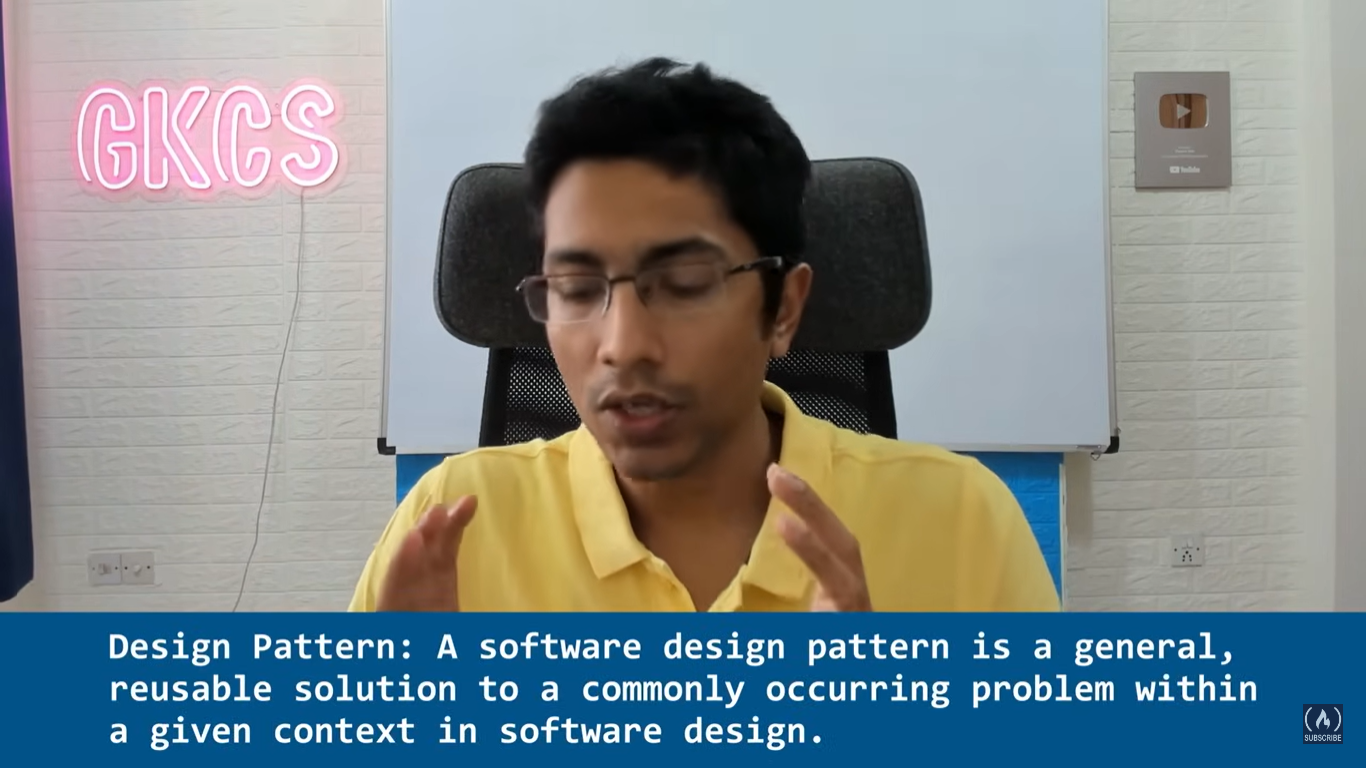 GKCS
YouTube
Design Pattern: A software design pattern is a general,
reusable solution to a commonly occurring problem within
a given context in software design.
SUBSCRIBE